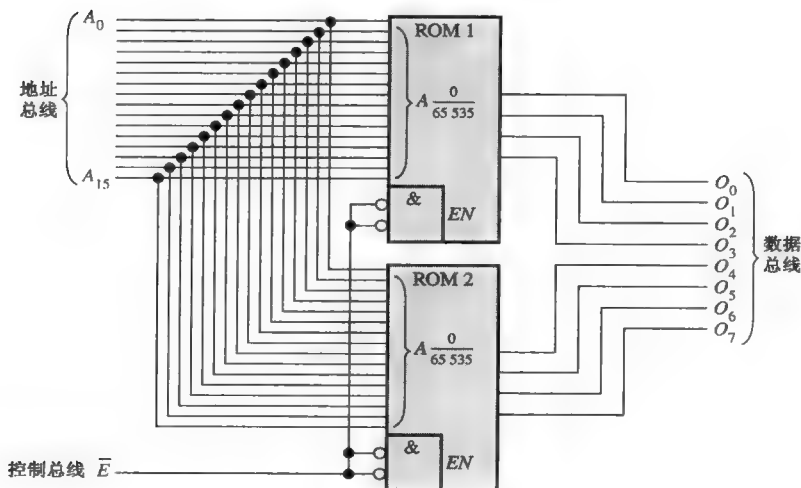 A0
地址
总线
A15
ROM 1
A 0
65 535
&
EN
ROM 2
A 0
65 535
&
EN
O0
O1
O2
O3
O4
O5
O6
O7
数据
总线
控制总线 E̅